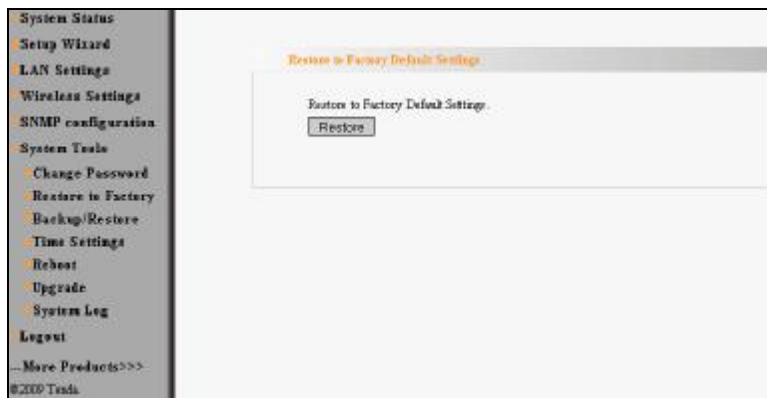 System Status
Setup Wizard
LAN Settings
Wireless Settings
SNMP configuration
System Tools
Change Password
Restore to Factory
Backup/Restore
Time Settings
Reboot
Upgrade
System Log
Logout
...More Products>>>
©2009 Tenda
Restore to Factory Default Settings
Restore to Factory Default Settings.
Restore